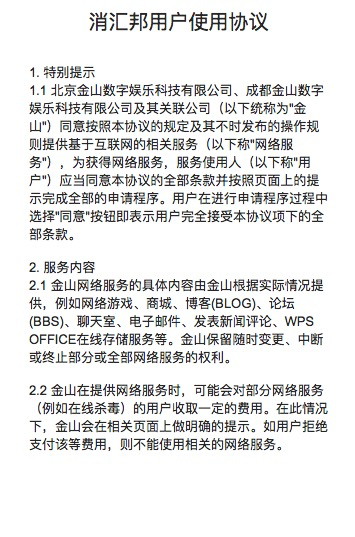 消汇邦用户使用协议
1. 特别提示
1.1 北京金山数字娱乐科技有限公司、成都金山数字
娱乐科技有限公司及其关联公司（以下统称为"金
山"）同意按照本协议的规定及其不时发布的操作规
则提供基于互联网的相关服务（以下称"网络服
务"），为获得网络服务，服务使用人（以下称"用
户"）应当同意本协议的全部条款并按照页面上的提
示完成全部的申请程序。用户在进行申请程序过程中
选择"同意"按钮即表示用户完全接受本协议项下的全
部条款。
2. 服务内容
2.1 金山网络服务的具体内容由金山根据实际情况提
供，例如网络游戏、商城、博客(BLOG)、论坛
(BBS)、聊天室、电子邮件、发表新闻评论、WPS
OFFICE在线存储服务等。金山保留随时变更、中断
或终止部分或全部网络服务的权利。
2.2 金山在提供网络服务时，可能会对部分网络服务
（例如在线杀毒）的用户收取一定的费用。在此情况
下，金山会在相关页面上做明确的提示。如用户拒绝
支付该等费用，则不能使用相关的网络服务。